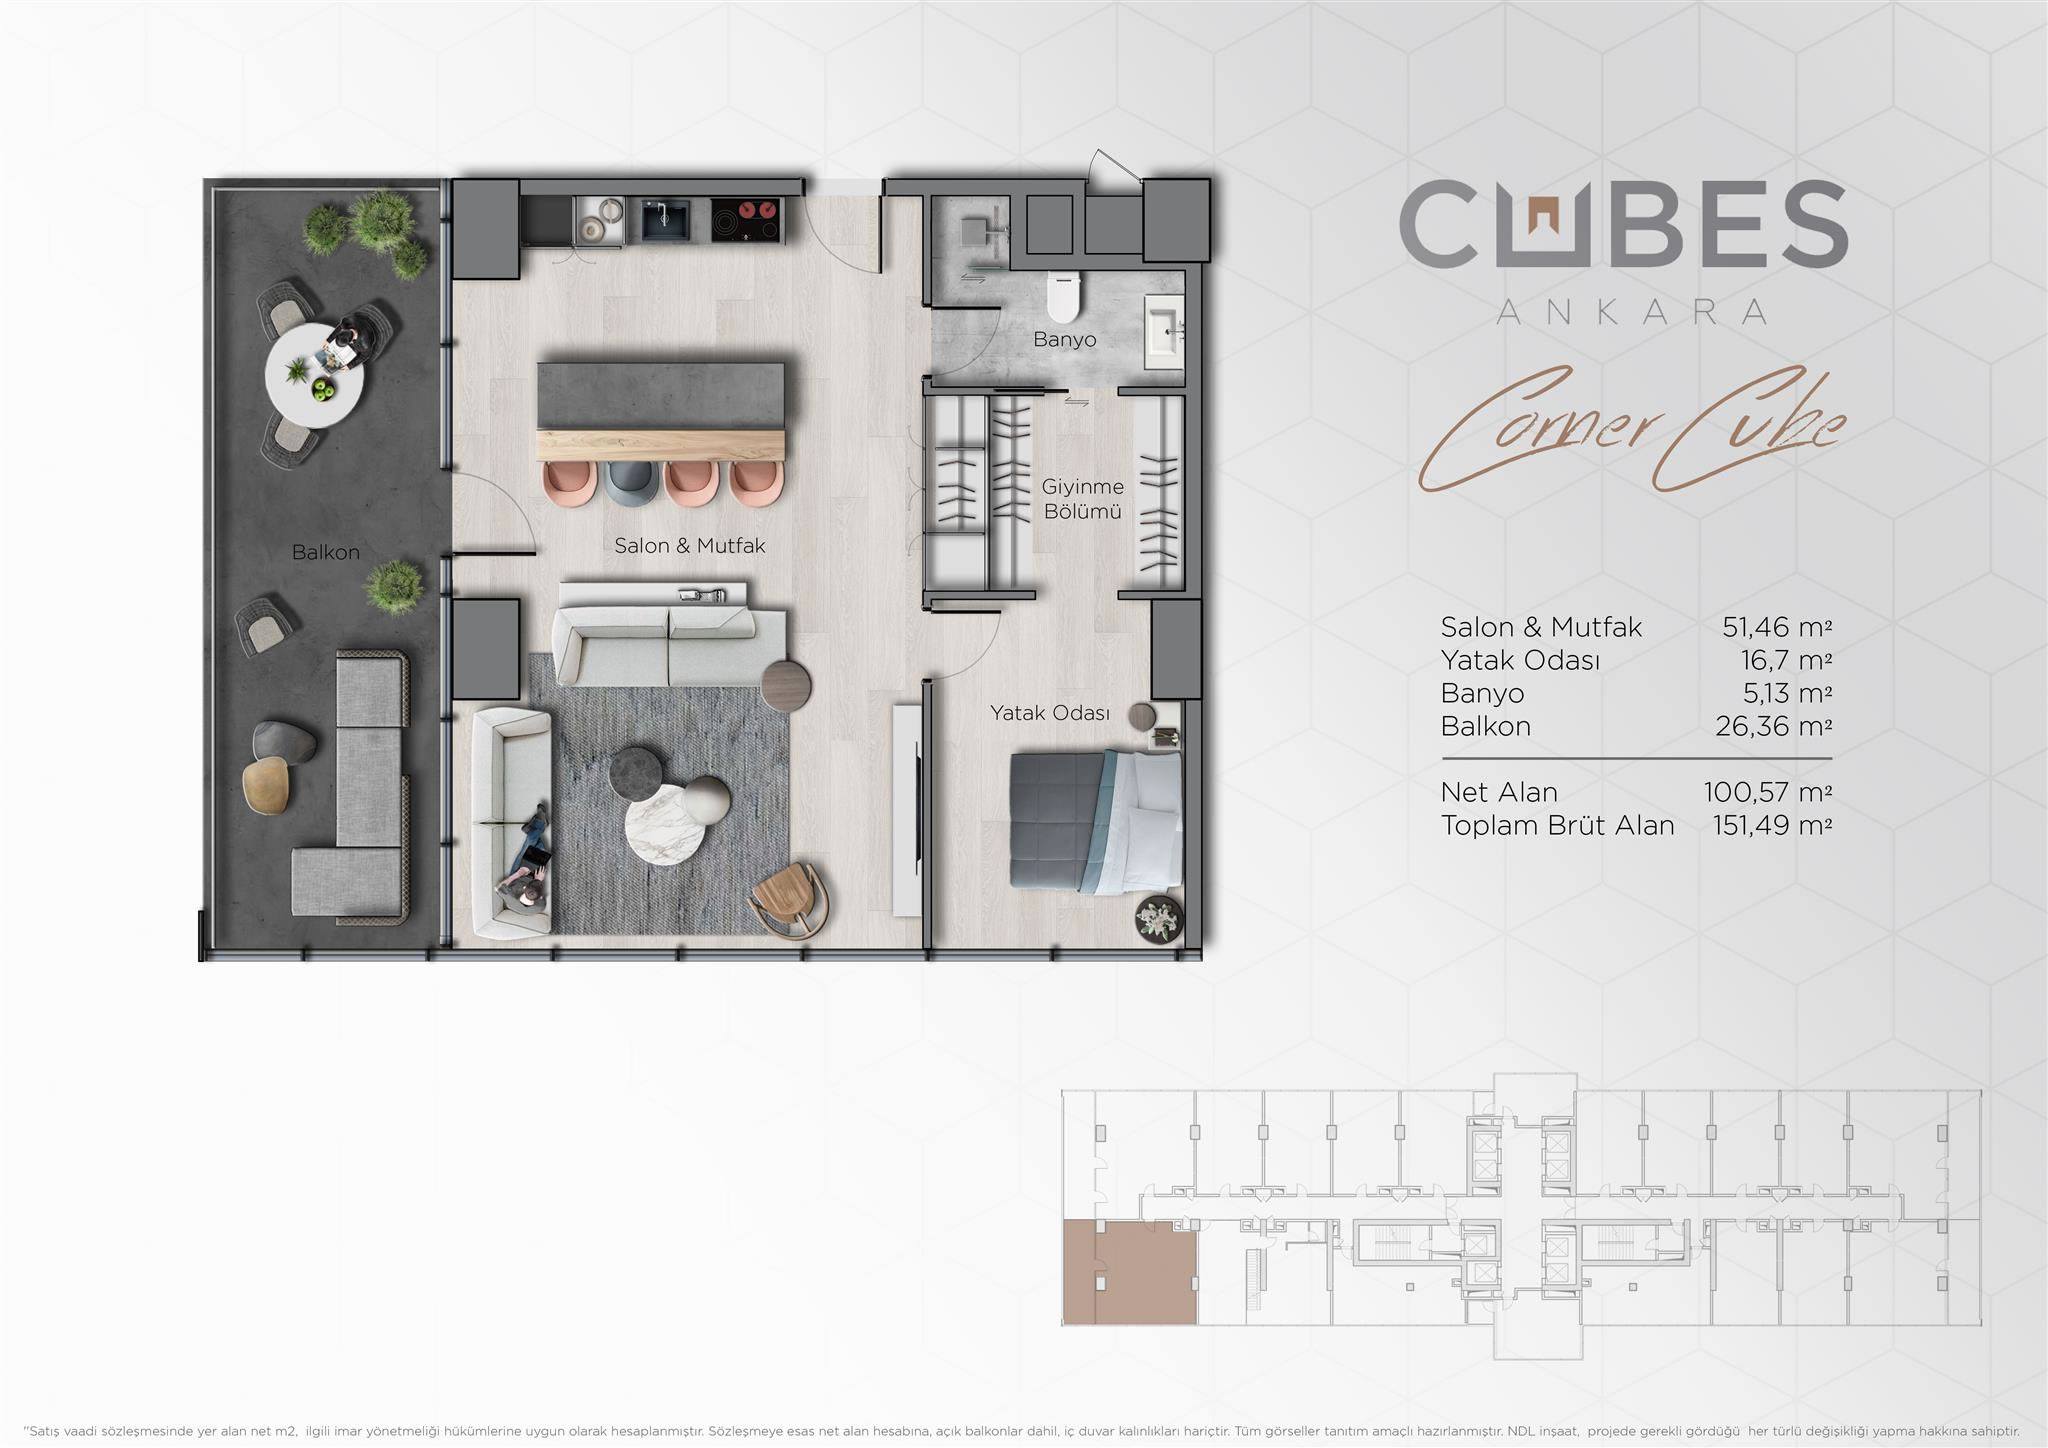 CUBES
ANKARA
Corner Cube
Balkon
Salon & Mutfak
Banyo
Giyinme
Bölümü
Yatak Odası
Salon & Mutfak 51,46 m²
Yatak Odası 16,7 m²
Banyo 5,13 m²
Balkon 26,36 m²
Net Alan 100,57 m²
Toplam Brüt Alan 151,49 m²
"Satış vaadi sözleşmesinde yer alan net m2, ilgili imar yönetmeliği hükümlerine uygun olarak hesaplanmıştır. Sözleşmeye esas net alan hesabına, açık balkonlar dahil, iç duvar kalınlıkları hariçtir. Tüm görseller tanıtım amaçlı hazırlanmıştır. NDL inşaat, projede gerekli gördüğü her türlü değişikliği yapma hakkına sahiptir.